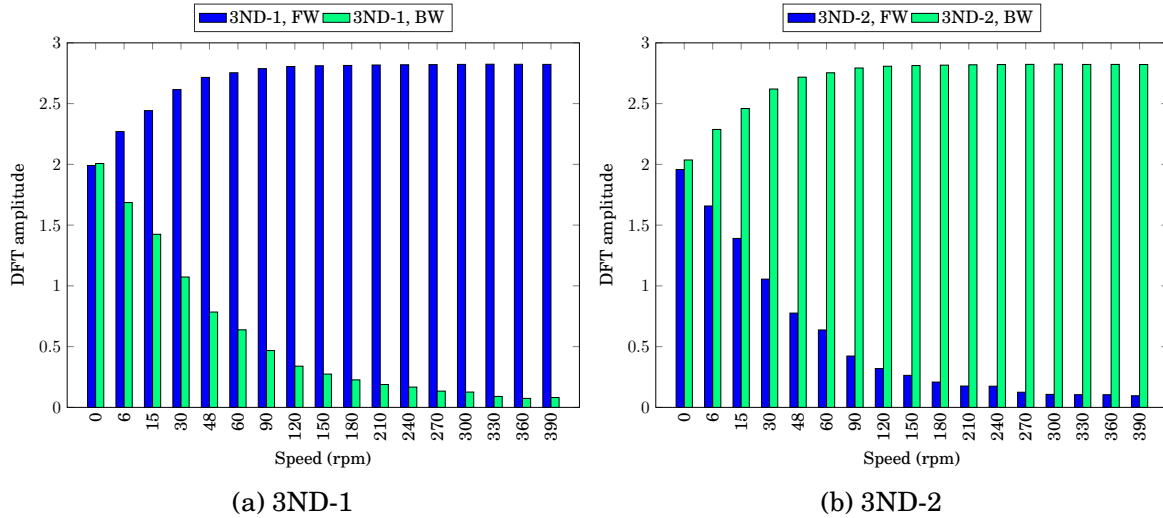 3ND-1, FW 3ND-1, BW
3
2.5
2
1.5
1
0.5
0
DFT amplitude
0 6 15 30 48 60 90 120 150 180 210 240 270 300 330 360 390
Speed (rpm)
(a) 3ND-1
3ND-2, FW 3ND-2, BW
3
2.5
2
1.5
1
0.5
0
DFT amplitude
0 6 15 30 48 60 90 120 150 180 210 240 270 300 330 360 390
Speed (rpm)
(b) 3ND-2